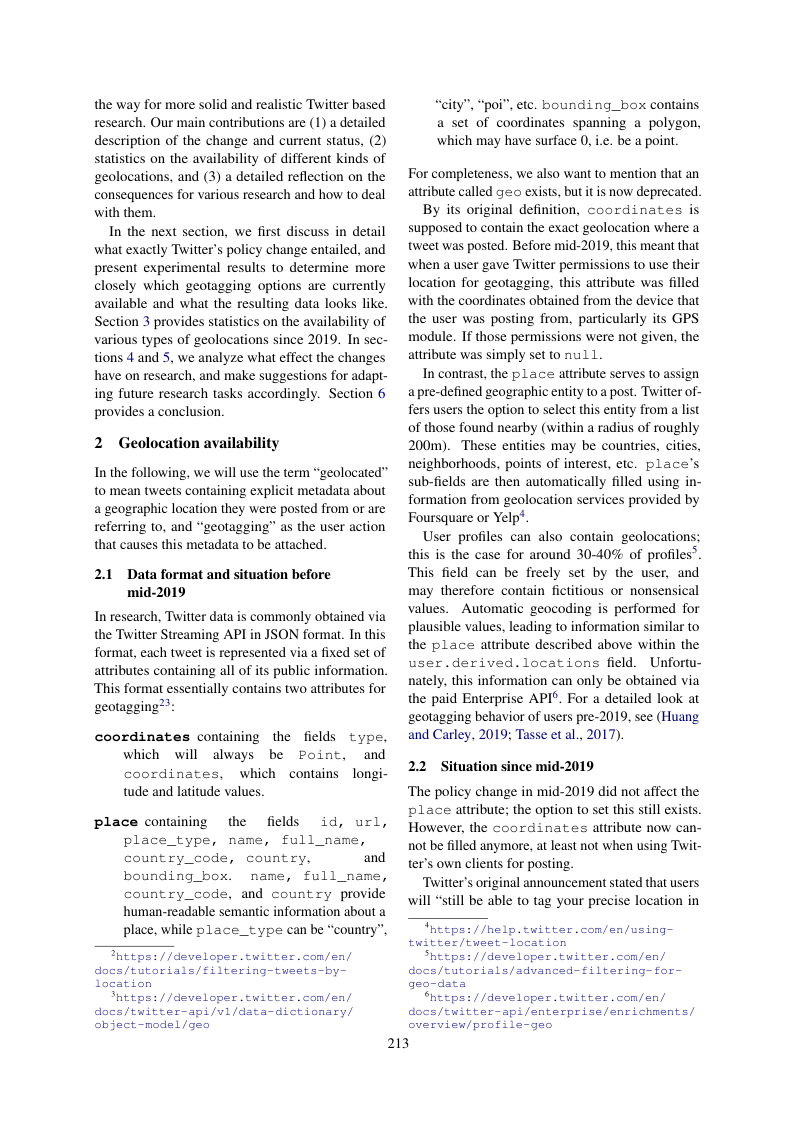 the way for more solid and realistic Twitter based
research. Our main contributions are (1) a detailed
description of the change and current status, (2)
statistics on the availability of different kinds of
geolocations, and (3) a detailed reflection on the
consequences for various research and how to deal
with them.
In the next section, we first discuss in detail
what exactly Twitter's policy change entailed, and
present experimental results to determine more
closely which geotagging options are currently
available and what the resulting data looks like.
Section 3 provides statistics on the availability of
various types of geolocations since 2019. In sec-
tions 4 and 5, we analyze what effect the changes
have on research, and make suggestions for adapt-
ing future research tasks accordingly. Section 6
provides a conclusion.
2 Geolocation availability
In the following, we will use the term “geolocated”
to mean tweets containing explicit metadata about
a geographic location they were posted from or are
referring to, and “geotagging” as the user action
that causes this metadata to be attached.
2.1 Data format and situation before
mid-2019
In research, Twitter data is commonly obtained via
the Twitter Streaming API in JSON format. In this
format, each tweet is represented via a fixed set of
attributes containing all of its public information.
This format essentially contains two attributes for
geotagging23:
coordinates containing the fields type,
which will always be Point, and
coordinates, which contains longi-
tude and latitude values.
place containing the fields id, url,
place_type, name, full_name,
country_code, country, and
bounding_box. name, full_name,
country_code, and country provide
human-readable semantic information about a
place, while place_type can be “country”,
2https://developer.twitter.com/en/
docs/tutorials/filtering-tweets-by-
location
3https://developer.twitter.com/en/
docs/twitter-api/v1/data-dictionary/
object-model/geo
“city”, “poi”, etc. bounding_box contains
a set of coordinates spanning a polygon,
which may have surface 0, i.e. be a point.
For completeness, we also want to mention that an
attribute called geo exists, but it is now deprecated.
By its original definition, coordinates is
supposed to contain the exact geolocation where a
tweet was posted. Before mid-2019, this meant that
when a user gave Twitter permissions to use their
location for geotagging, this attribute was filled
with the coordinates obtained from the device that
the user was posting from, particularly its GPS
module. If those permissions were not given, the
attribute was simply set to null.
In contrast, the place attribute serves to assign
a pre-defined geographic entity to a post. Twitter of-
fers users the option to select this entity from a list
of those found nearby (within a radius of roughly
200m). These entities may be countries, cities,
neighborhoods, points of interest, etc. place's
sub-fields are then automatically filled using in-
formation from geolocation services provided by
Foursquare or Yelp4.
User profiles can also contain geolocations;
this is the case for around 30-40% of profiles5.
This field can be freely set by the user, and
may therefore contain fictitious or nonsensical
values. Automatic geocoding is performed for
plausible values, leading to information similar to
the place attribute described above within the
user.derived.locations field. Unfortu-
nately, this information can only be obtained via
the paid Enterprise API6. For a detailed look at
geotagging behavior of users pre-2019, see (Huang
and Carley, 2019; Tasse et al., 2017).
2.2 Situation since mid-2019
The policy change in mid-2019 did not affect the
place attribute; the option to set this still exists.
However, the coordinates attribute now can-
not be filled anymore, at least not when using Twit-
ter's own clients for posting.
Twitter's original announcement stated that users
will “still be able to tag your precise location in
4https://help.twitter.com/en/using-
twitter/tweet-location
5https://developer.twitter.com/en/
docs/tutorials/advanced-filtering-for-
geo-data
6https://developer.twitter.com/en/
docs/twitter-api/enterprise/enrichments/
overview/profile-geo
213